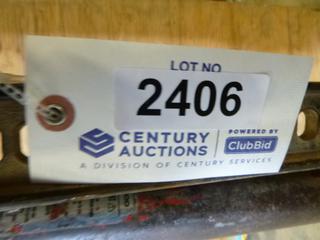 LOT NO
2406
CENTURY
AUCTIONS
POWERED BY
ClubBid
A DIVISION OF CENTURY SERVICES